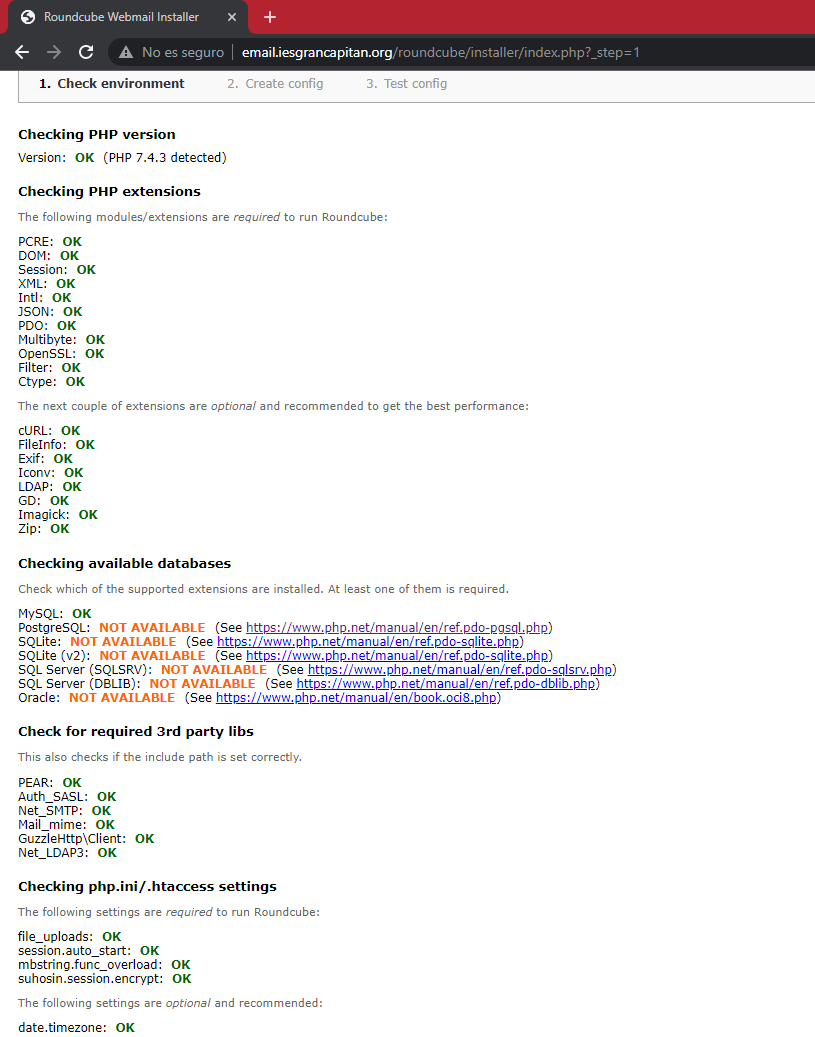 Roundcube Webmail Installer
No es seguro email.iesgrancapitan.org/roundcube/installer/index.php?_step=1
1. Check environment 2. Create config 3. Test config
Checking PHP version
Version: OK (PHP 7.4.3 detected)
Checking PHP extensions
The following modules/extensions are required to run Roundcube:
PCRE: OK
DOM: OK
Session: OK
XML: OK
Intl: OK
JSON: OK
PDO: OK
Multibyte: OK
OpenSSL: OK
Filter: OK
Ctype: OK
The next couple of extensions are optional and recommended to get the best performance:
cURL: OK
FileInfo: OK
Exif: OK
Iconv: OK
LDAP: OK
GD: OK
Imagick: OK
Zip: OK
Checking available databases
Check which of the supported extensions are installed. At least one of them is required.
MySQL: OK
PostgreSQL: NOT AVAILABLE (See https://www.php.net/manual/en/ref.pdo-pgsql.php)
SQLite: NOT AVAILABLE (See https://www.php.net/manual/en/ref.pdo-sqlite.php)
SQLite (v2): NOT AVAILABLE (See https://www.php.net/manual/en/ref.pdo-sqlite.php)
SQL Server (SQLSRV): NOT AVAILABLE (See https://www.php.net/manual/en/ref.pdo-sqlsrv.php)
SQL Server (DBLIB): NOT AVAILABLE (See https://www.php.net/manual/en/ref.pdo-dblib.php)
Oracle: NOT AVAILABLE (See https://www.php.net/manual/en/book.oci8.php)
Check for required 3rd party libs
This also checks if the include path is set correctly.
PEAR: OK
Auth_SASL: OK
Net_SMTP: OK
Mail_mime: OK
GuzzleHttp\Client: OK
Net_LDAP3: OK
Checking php.ini/.htaccess settings
The following settings are required to run Roundcube:
file_uploads: OK
session.auto_start: OK
mbstring.func_overload: OK
suhosin.session.encrypt: OK
The following settings are optional and recommended:
date.timezone: OK